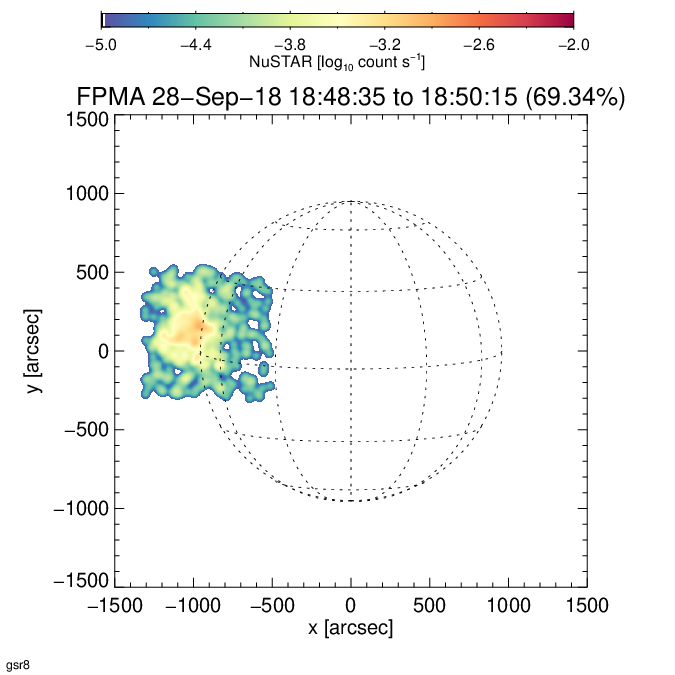 −5.0 −4.4 −3.8 −3.2 −2.6 −2.0
NuSTAR [log₁₀ count s⁻¹]
FPMA 28−Sep−18 18:48:35 to 18:50:15 (69.34%)
1500
1000
500
0
−500
−1000
−1500
y [arcsec]
−1500 −1000 −500 0 500 1000 1500
x [arcsec]
gsr8